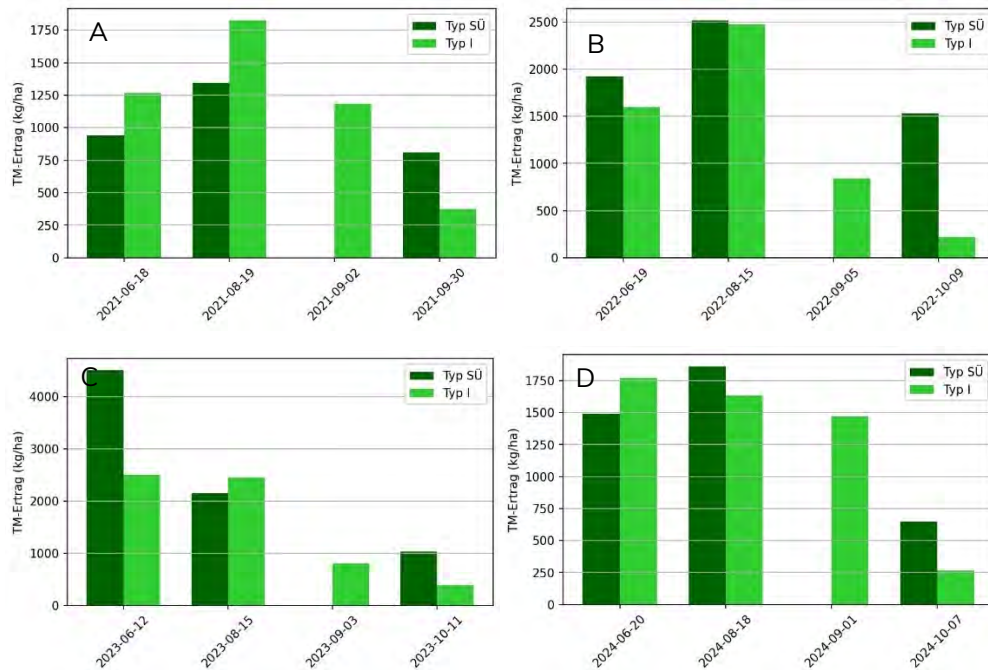 A
TM-Ertrag (kg/ha)
1750
1500
1250
1000
750
500
250
0
Typ SÜ
Typ I
2021-06-18
2021-08-19
2021-09-02
2021-09-30
B
TM-Ertrag (kg/ha)
2500
2000
1500
1000
500
0
Typ SÜ
Typ I
2022-06-19
2022-08-15
2022-09-05
2022-10-09
C
TM-Ertrag (kg/ha)
4000
3000
2000
1000
0
Typ SÜ
Typ I
2023-06-12
2023-08-15
2023-09-03
2023-10-11
D
TM-Ertrag (kg/ha)
1750
1500
1250
1000
750
500
250
0
Typ SÜ
Typ I
2024-06-20
2024-08-18
2024-09-01
2024-10-07